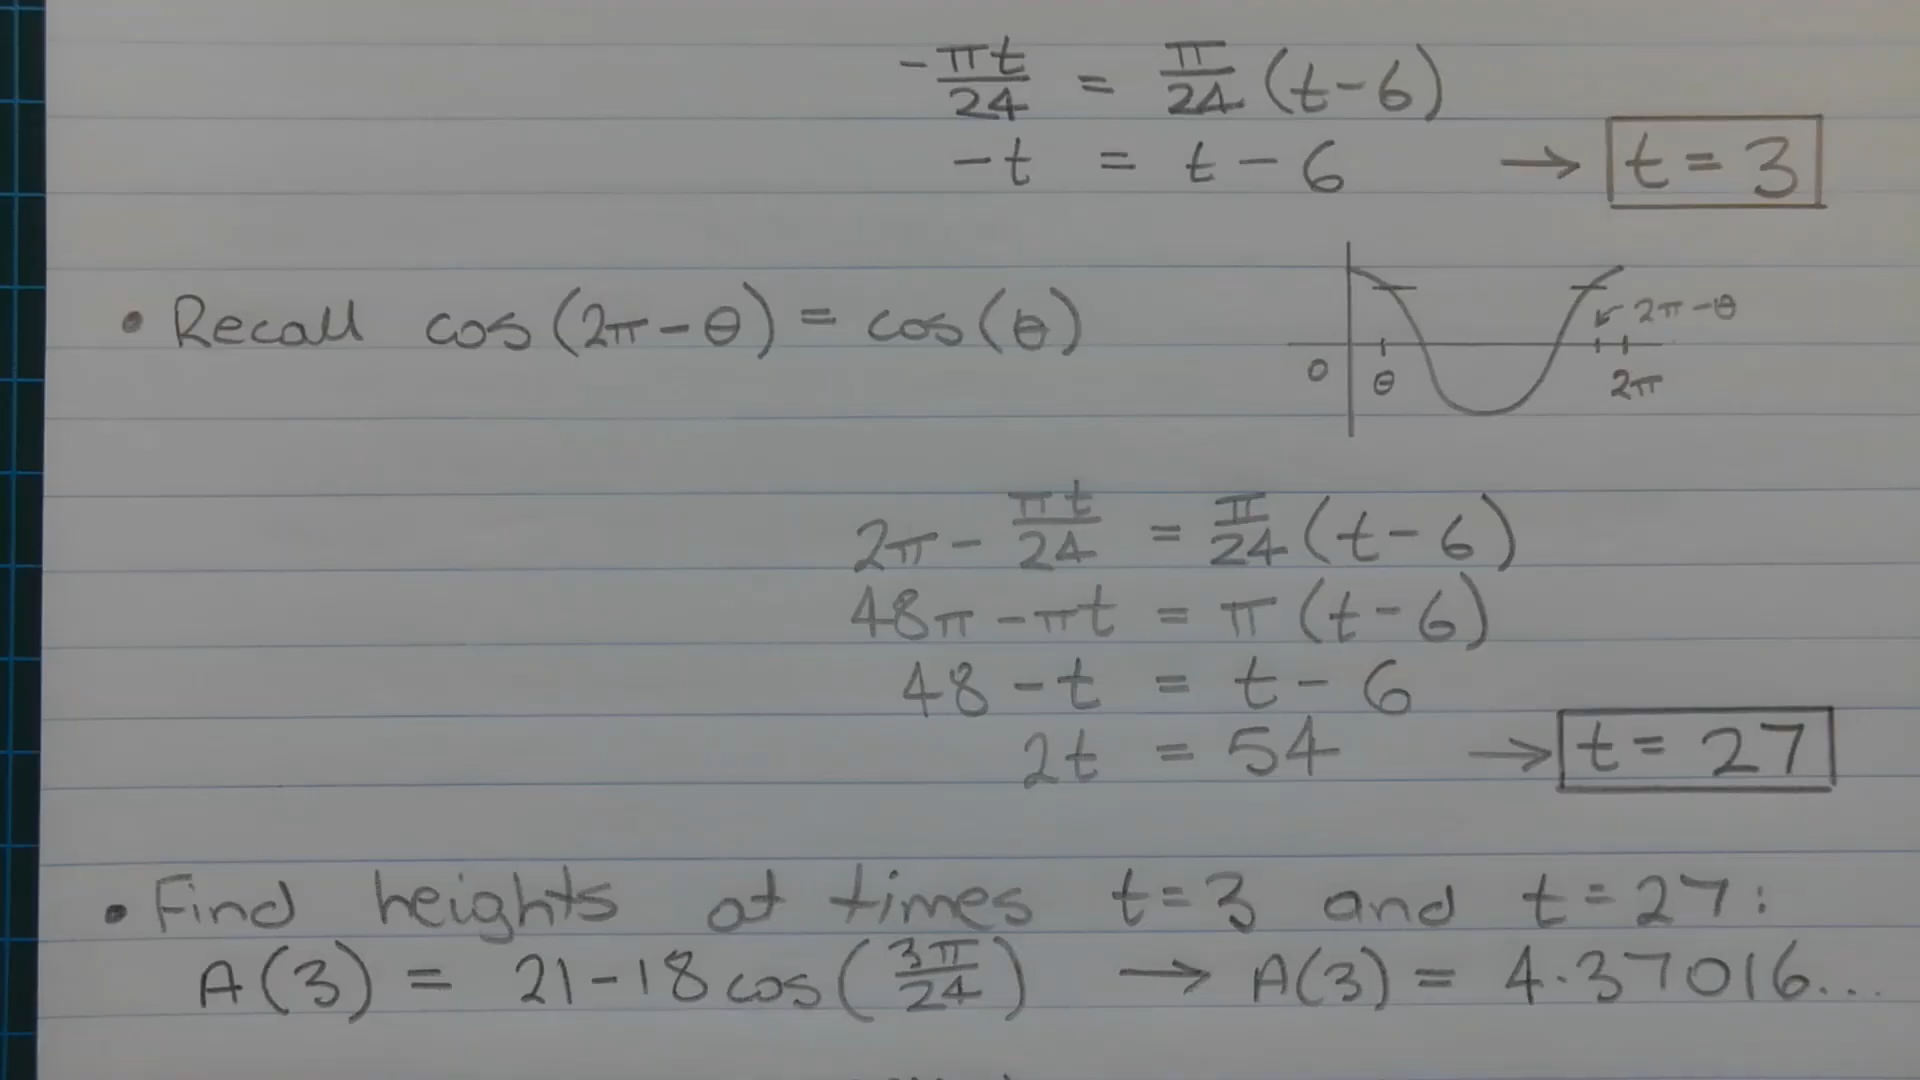 -πt/24 = π/24 (t-6)
-t = t - 6 → t = 3
• Recall cos(2π-θ) = cos(θ)
2π-θ
0 θ 2π
2π - πt/24 = π/24 (t-6)
48π - πt = π (t-6)
48 - t = t - 6
2t = 54 → t = 27
• Find heights at times t=3 and t=27:
A(3) = 21-18cos(3π/24) → A(3) = 4.37016...